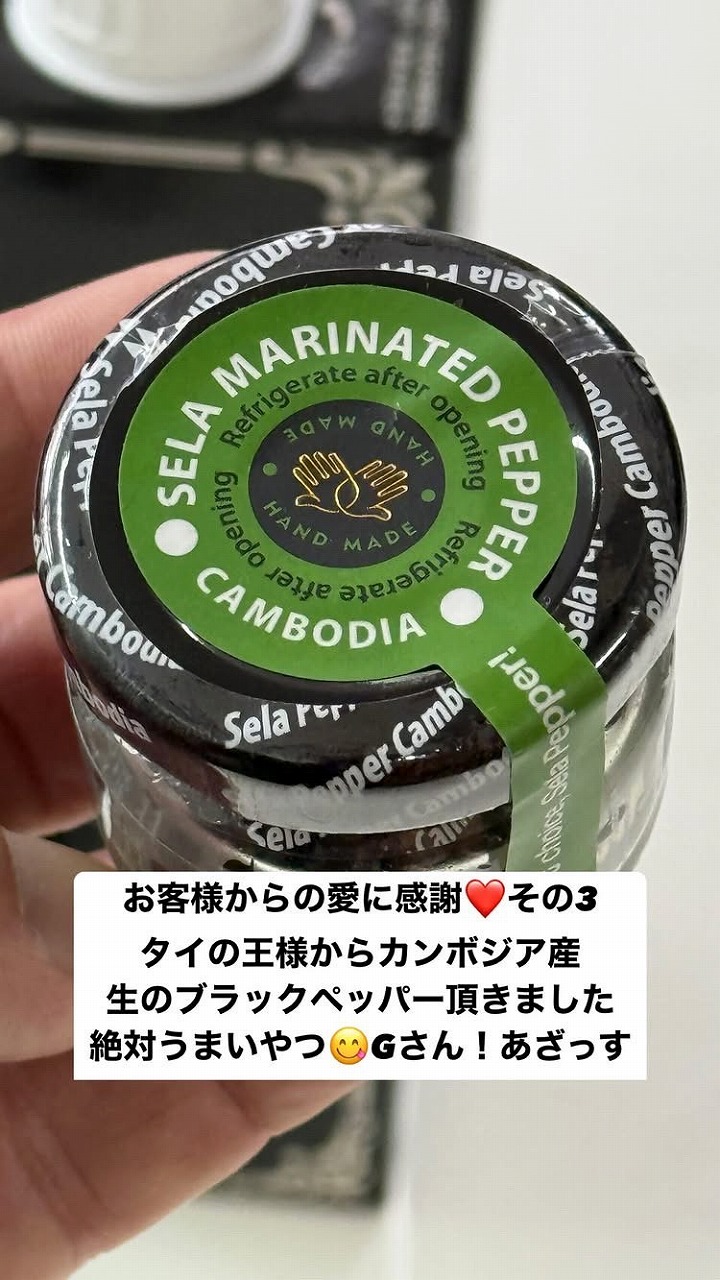 SELA MARINATED PEPPER
CAMBODIA
Refrigerate after opening
Refrigerate after opening
HAND MADE
HAND MADE
Sela Pepper Cambodia
choice, Sela Pepper!
お客様からの愛に感謝❤️その3
タイの王様からカンボジア産
生のブラックペッパー頂きました
絶対うまいやつ😋Gさん！あざっす